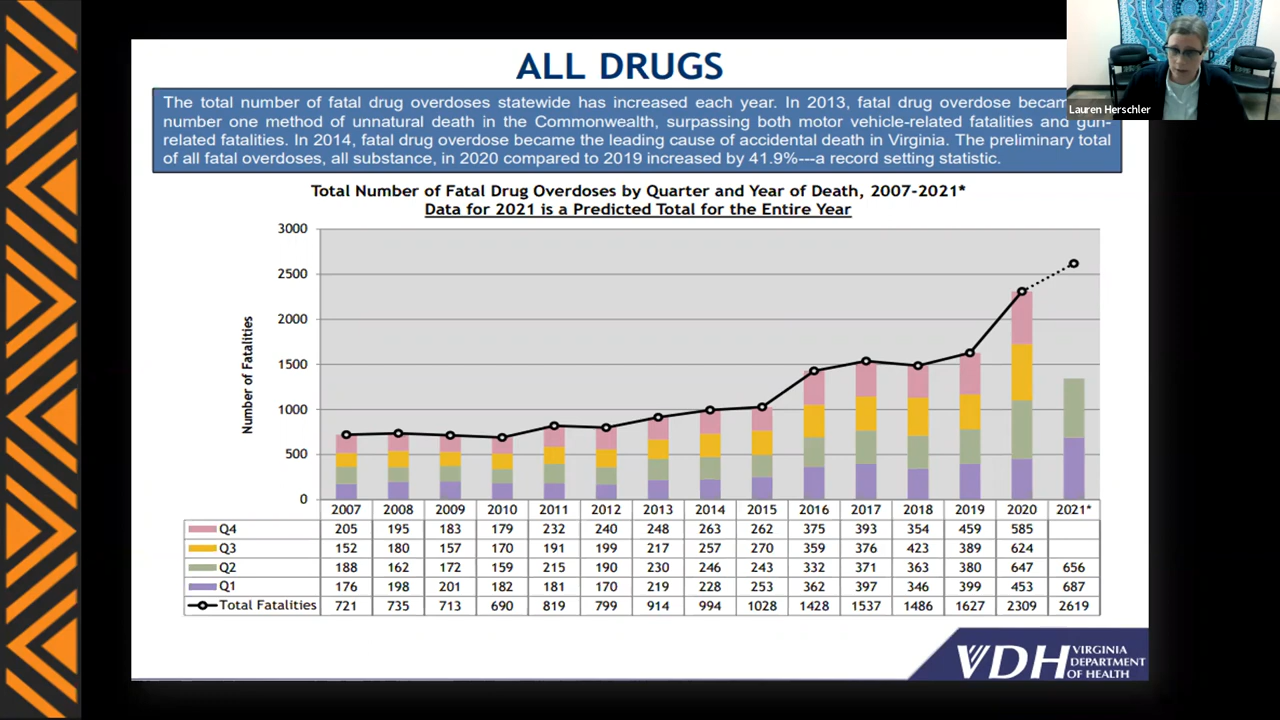 ALL DRUGS
The total number of fatal drug overdoses statewide has increased each year. In 2013, fatal drug overdose becam
number one method of unnatural death in the Commonwealth, surpassing both motor vehicle-related fatalities and gun-
related fatalities. In 2014, fatal drug overdose became the leading cause of accidental death in Virginia. The preliminary total
of all fatal overdoses, all substance, in 2020 compared to 2019 increased by 41.9%---a record setting statistic.
Lauren Herschler
Total Number of Fatal Drug Overdoses by Quarter and Year of Death, 2007-2021*
Data for 2021 is a Predicted Total for the Entire Year
Number of Fatalities
3000
2500
2000
1500
1000
500
0
2007 2008 2009 2010 2011 2012 2013 2014 2015 2016 2017 2018 2019 2020 2021*
Q4 205 195 183 179 232 240 248 263 262 375 393 354 459 585
Q3 152 180 157 170 191 199 217 257 270 359 376 423 389 624
Q2 188 162 172 159 215 190 230 246 243 332 371 363 380 647 656
Q1 176 198 201 182 181 170 219 228 253 362 397 346 399 453 687
Total Fatalities 721 735 713 690 819 799 914 994 1028 1428 1537 1486 1627 2309 2619
VDH VIRGINIA
DEPARTMENT
OF HEALTH